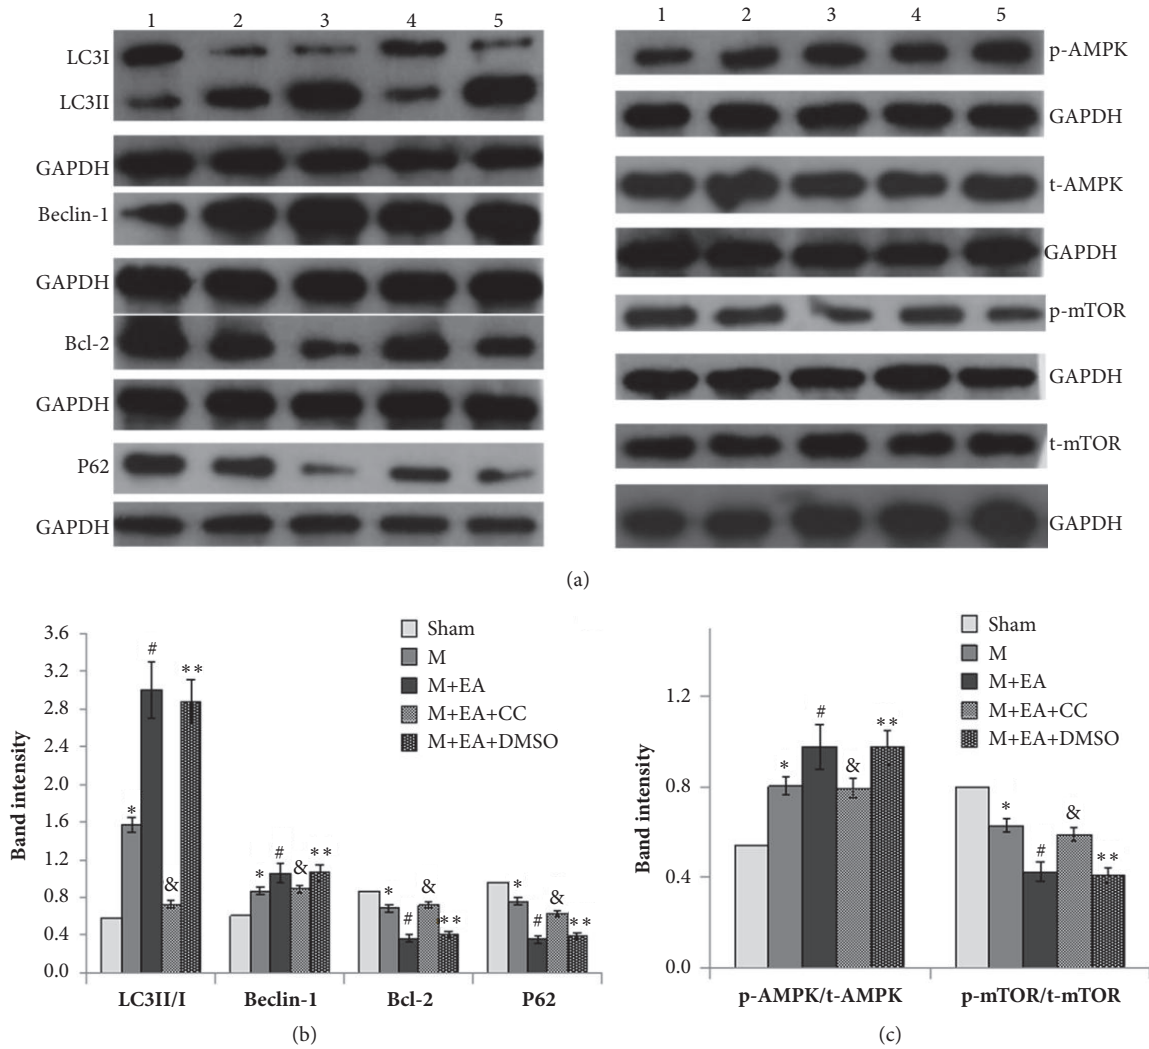 1 2 3 4 5
LC3I
LC3II
GAPDH
Beclin-1
GAPDH
Bcl-2
GAPDH
P62
GAPDH
1 2 3 4 5
p-AMPK
GAPDH
t-AMPK
GAPDH
p-mTOR
GAPDH
t-mTOR
GAPDH
(a)
3.6
3.2
2.8
2.4
2.0
1.6
1.2
0.8
0.4
0.0
Band intensity
Sham
M
M+EA
M+EA+CC
M+EA+DMSO
* # & **
* # & **
* # & **
* # & **
LC3II/I Beclin-1 Bcl-2 P62
(b)
1.2
0.8
0.4
0.0
Band intensity
Sham
M
M+EA
M+EA+CC
M+EA+DMSO
* # & **
* # & **
p-AMPK/t-AMPK p-mTOR/t-mTOR
(c)